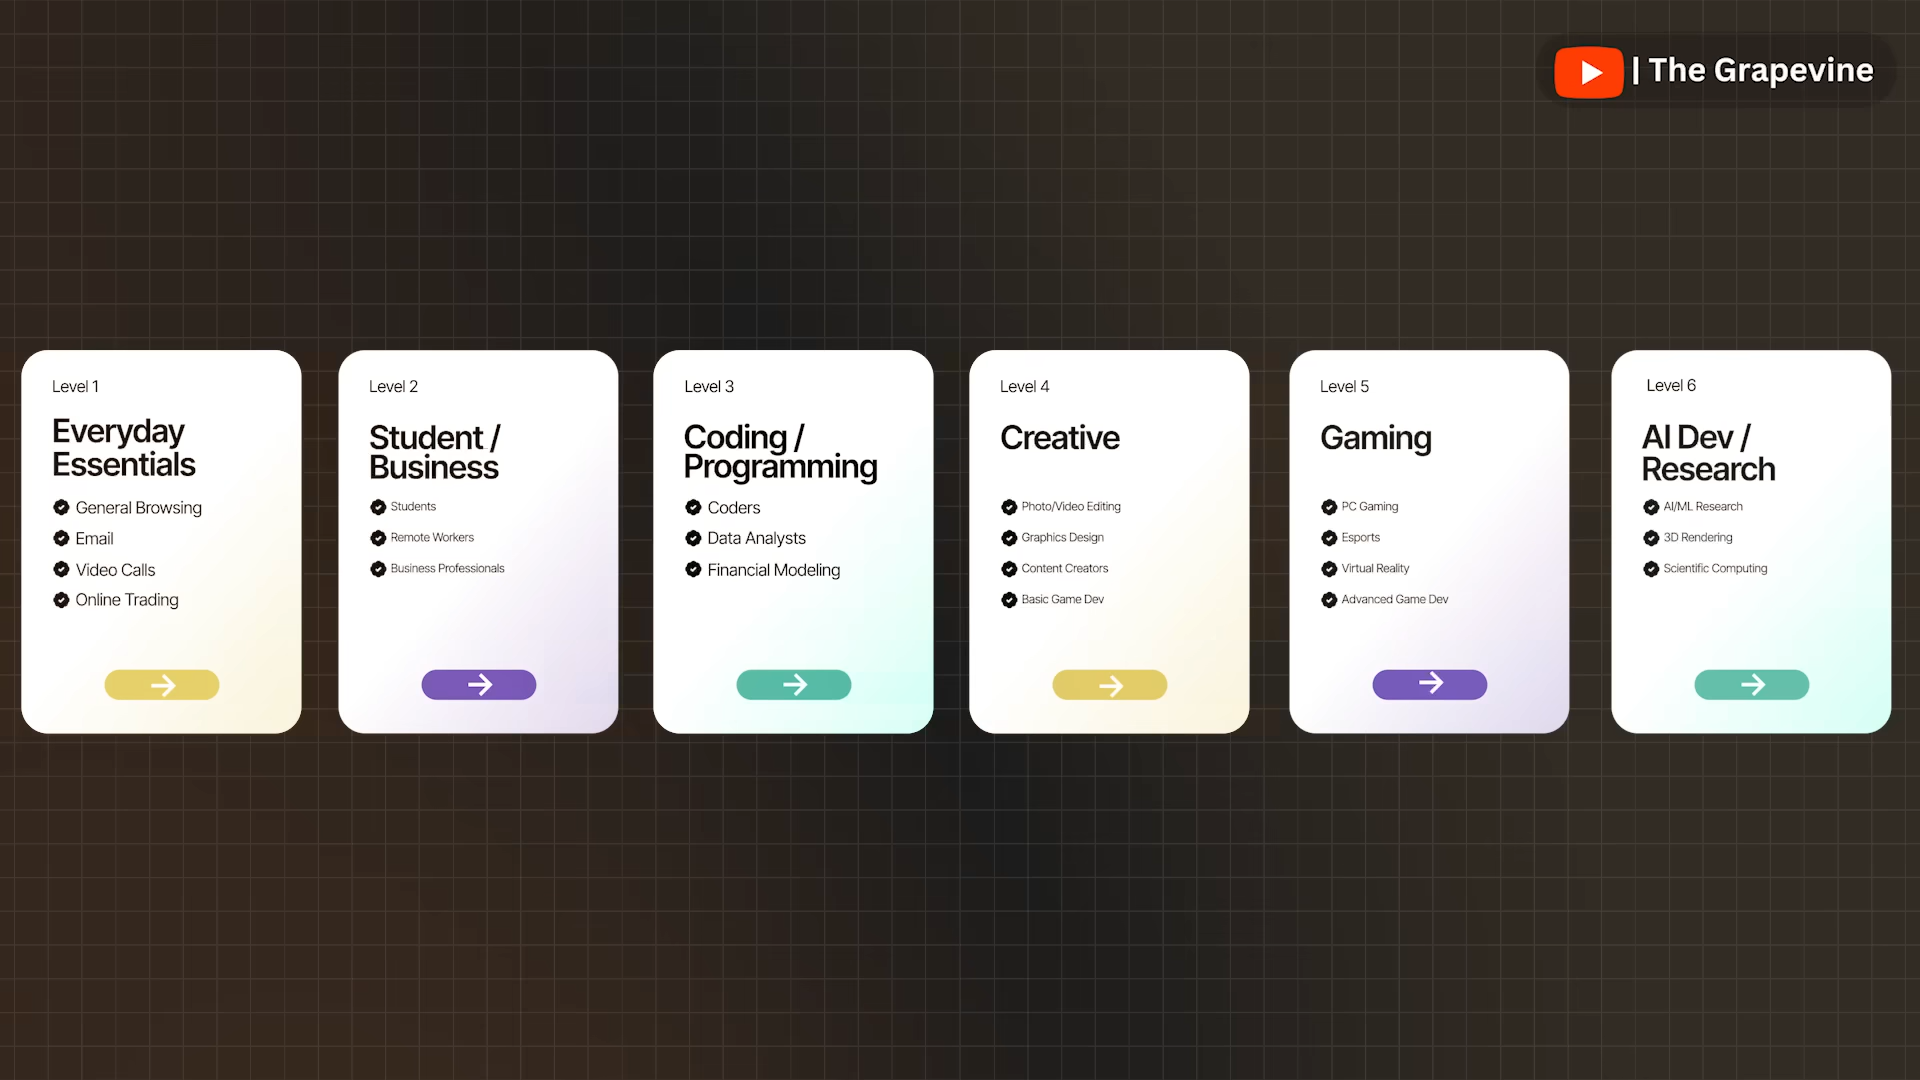 | The Grapevine
Level 1
Everyday
Essentials
General Browsing
Email
Video Calls
Online Trading
Level 2
Student /
Business
Students
Remote Workers
Business Professionals
Level 3
Coding /
Programming
Coders
Data Analysts
Financial Modeling
Level 4
Creative
Photo/Video Editing
Graphics Design
Content Creators
Basic Game Dev
Level 5
Gaming
PC Gaming
Esports
Virtual Reality
Advanced Game Dev
Level 6
AI Dev /
Research
AI/ML Research
3D Rendering
Scientific Computing